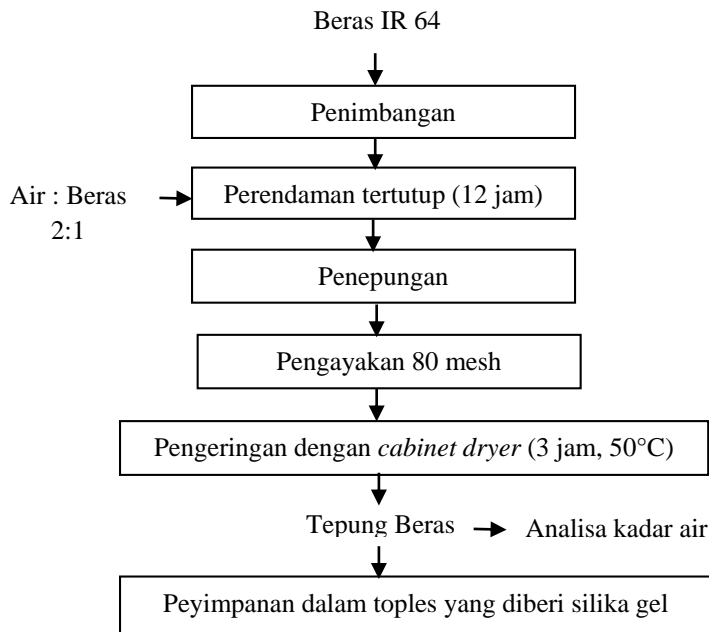 Beras IR 64
Penimbangan
Air : Beras
2:1
Perendaman tertutup (12 jam)
Penepungan
Pengayakan 80 mesh
Pengeringan dengan cabinet dryer (3 jam, 50°C)
Tepung Beras
Analisa kadar air
Peyimpanan dalam toples yang diberi silika gel